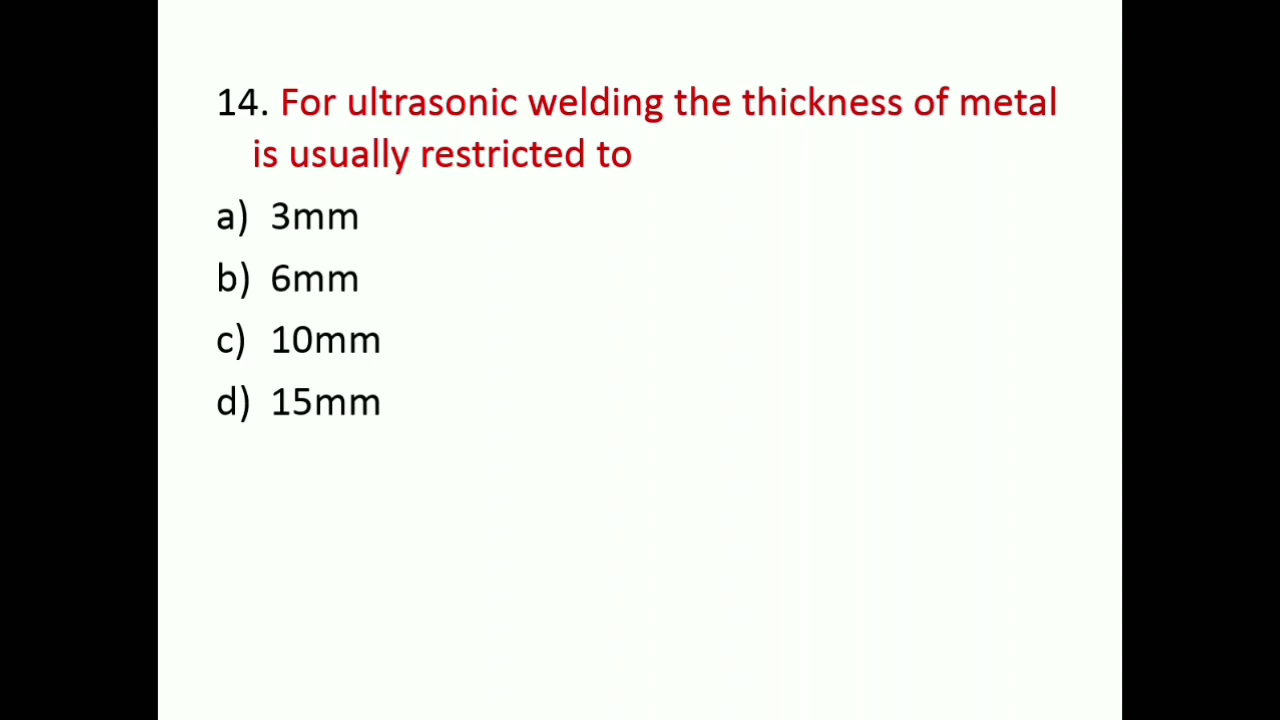 14. For ultrasonic welding the thickness of metal
is usually restricted to
a) 3mm
b) 6mm
c) 10mm
d) 15mm